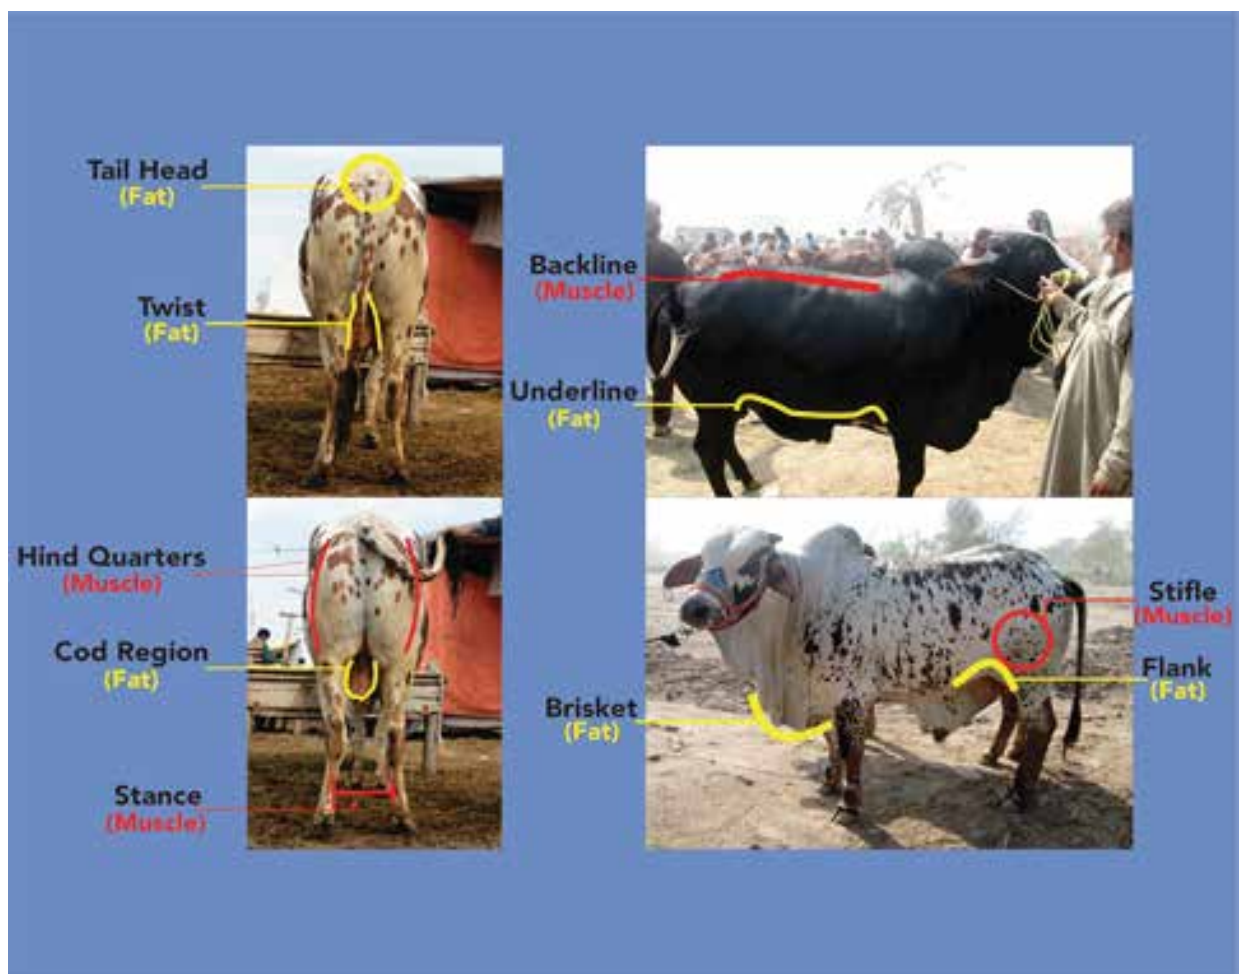 Tail Head
(Fat)
Twist
(Fat)
Hind Quarters
(Muscle)
Cod Region
(Fat)
Stance
(Muscle)
Backline
(Muscle)
Underline
(Fat)
Brisket
(Fat)
Stifle
(Muscle)
Flank
(Fat)